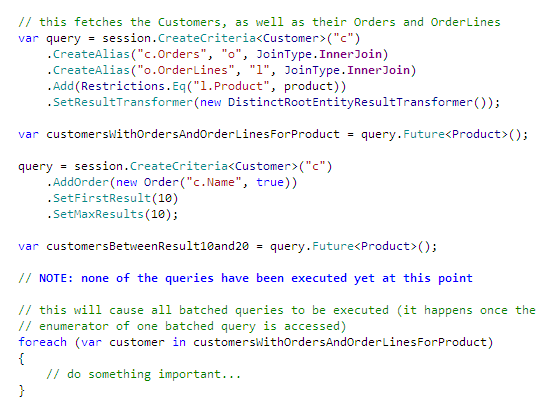 // this fetches the Customers, as well as their Orders and OrderLines
var query = session.CreateCriteria<Customer>("c")
    .CreateAlias("c.Orders", "o", JoinType.InnerJoin)
    .CreateAlias("o.OrderLines", "l", JoinType.InnerJoin)
    .Add(Restrictions.Eq("l.Product", product))
    .SetResultTransformer(new DistinctRootEntityResultTransformer());

var customersWithOrdersAndOrderLinesForProduct = query.Future<Product>();

query = session.CreateCriteria<Customer>("c")
    .AddOrder(new Order("c.Name", true))
    .SetFirstResult(10)
    .SetMaxResults(10);

var customersBetweenResult10and20 = query.Future<Product>();

// NOTE: none of the queries have been executed yet at this point

// this will cause all batched queries to be executed (it happens once the
// enumerator of one batched query is accessed)
foreach (var customer in customersWithOrdersAndOrderLinesForProduct)
{
    // do something important...
}